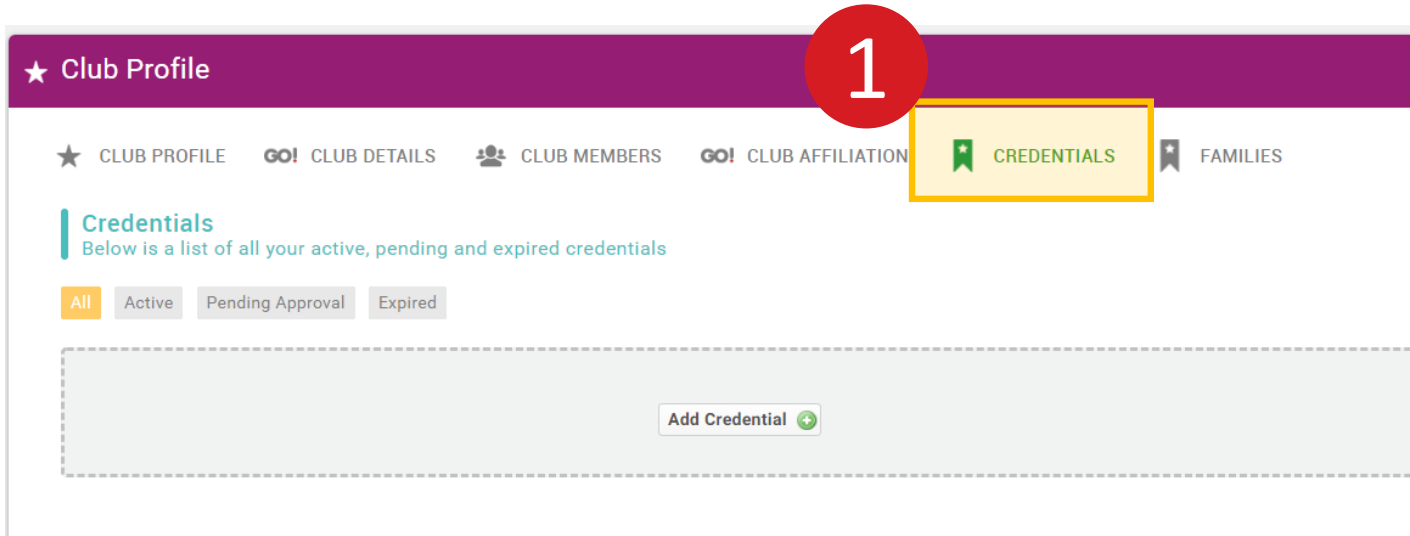 1
Club Profile
CLUB PROFILE GO! CLUB DETAILS CLUB MEMBERS GO! CLUB AFFILIATION CREDENTIALS FAMILIES
Credentials
Below is a list of all your active, pending and expired credentials
All Active Pending Approval Expired
Add Credential